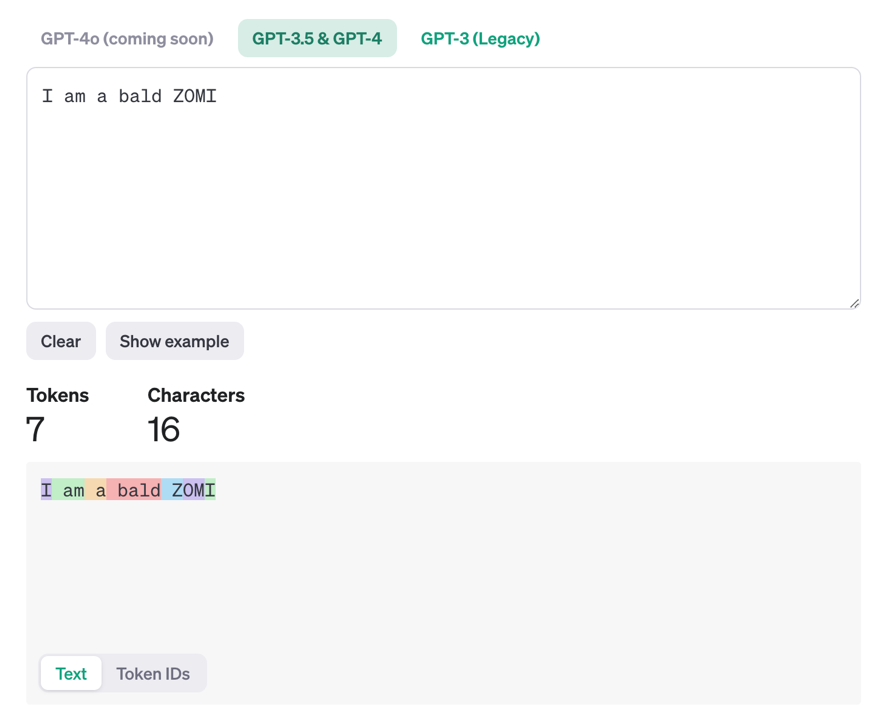 GPT-4o (coming soon) GPT-3.5 & GPT-4 GPT-3 (Legacy)
I am a bald ZOMI
Clear Show example
Tokens Characters
7 16
I am a bald ZOMI
Text Token IDs